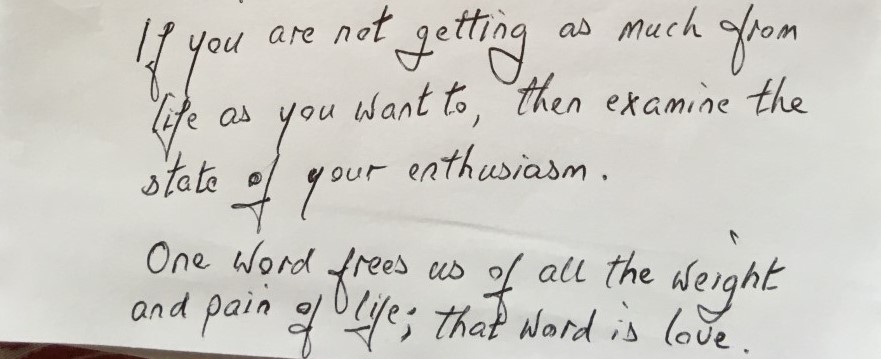 If you are not getting as much from
life as you want to, then examine the
state of your enthusiasm.
One word frees us of all the weight
and pain of life; that word is love.